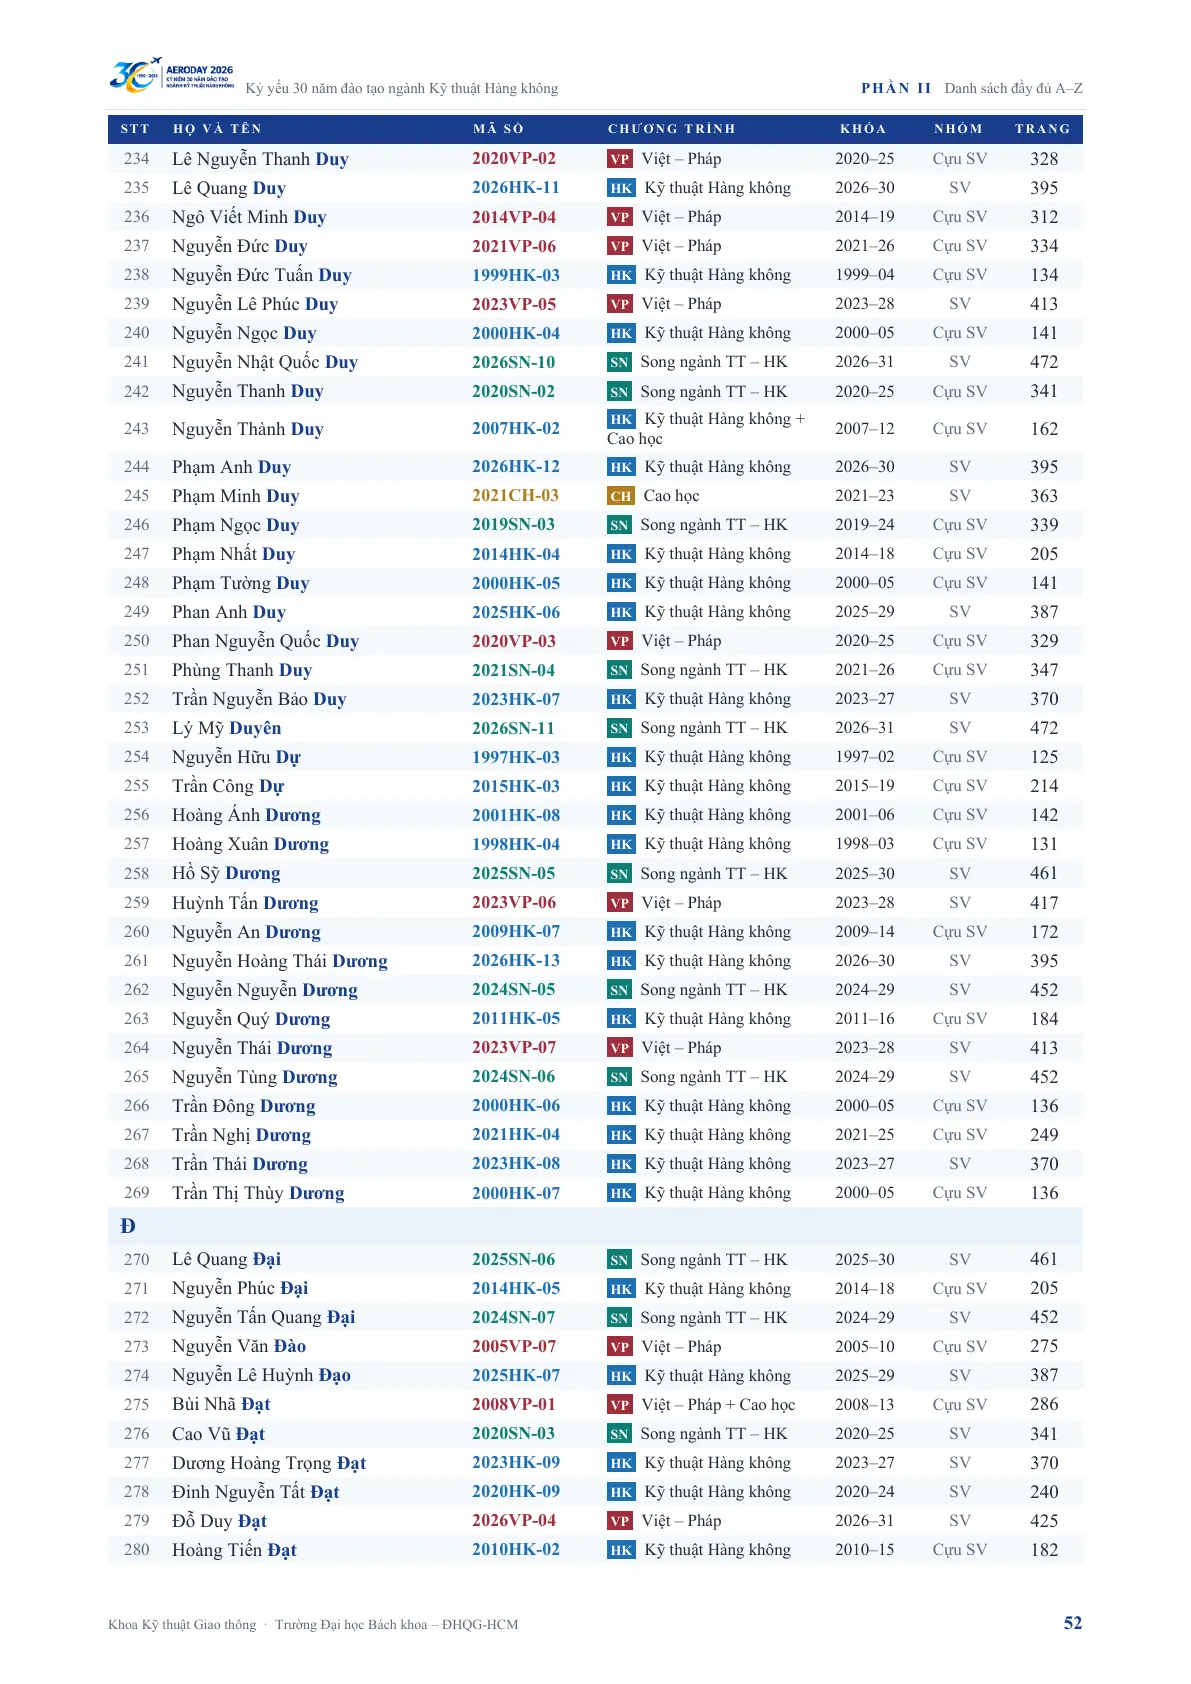 30
1996 - 2026
AERODAY 2026
KỶ NIỆM 30 NĂM ĐÀO TẠO
NGÀNH KỸ THUẬT HÀNG KHÔNG
Kỷ yếu 30 năm đào tạo ngành Kỹ thuật Hàng không
PHẦN II Danh sách đầy đủ A–Z
STT HỌ VÀ TÊN MÃ SỐ CHƯƠNG TRÌNH KHÓA NHÓM TRANG
234 Lê Nguyễn Thanh Duy 2020VP-02 VP Việt – Pháp 2020–25 Cựu SV 328
235 Lê Quang Duy 2026HK-11 HK Kỹ thuật Hàng không 2026–30 SV 395
236 Ngô Viết Minh Duy 2014VP-04 VP Việt – Pháp 2014–19 Cựu SV 312
237 Nguyễn Đức Duy 2021VP-06 VP Việt – Pháp 2021–26 Cựu SV 334
238 Nguyễn Đức Tuấn Duy 1999HK-03 HK Kỹ thuật Hàng không 1999–04 Cựu SV 134
239 Nguyễn Lê Phúc Duy 2023VP-05 VP Việt – Pháp 2023–28 SV 413
240 Nguyễn Ngọc Duy 2000HK-04 HK Kỹ thuật Hàng không 2000–05 Cựu SV 141
241 Nguyễn Nhật Quốc Duy 2026SN-10 SN Song ngành TT – HK 2026–31 SV 472
242 Nguyễn Thanh Duy 2020SN-02 SN Song ngành TT – HK 2020–25 Cựu SV 341
243 Nguyễn Thành Duy 2007HK-02 HK Kỹ thuật Hàng không + 2007–12 Cựu SV 162
Cao học
244 Phạm Anh Duy 2026HK-12 HK Kỹ thuật Hàng không 2026–30 SV 395
245 Phạm Minh Duy 2021CH-03 CH Cao học 2021–23 SV 363
246 Phạm Ngọc Duy 2019SN-03 SN Song ngành TT – HK 2019–24 Cựu SV 339
247 Phạm Nhất Duy 2014HK-04 HK Kỹ thuật Hàng không 2014–18 Cựu SV 205
248 Phạm Tường Duy 2000HK-05 HK Kỹ thuật Hàng không 2000–05 Cựu SV 141
249 Phan Anh Duy 2025HK-06 HK Kỹ thuật Hàng không 2025–29 SV 387
250 Phan Nguyễn Quốc Duy 2020VP-03 VP Việt – Pháp 2020–25 Cựu SV 329
251 Phùng Thanh Duy 2021SN-04 SN Song ngành TT – HK 2021–26 Cựu SV 347
252 Trần Nguyễn Bảo Duy 2023HK-07 HK Kỹ thuật Hàng không 2023–27 SV 370
253 Lý Mỹ Duyên 2026SN-11 SN Song ngành TT – HK 2026–31 SV 472
254 Nguyễn Hữu Dự 1997HK-03 HK Kỹ thuật Hàng không 1997–02 Cựu SV 125
255 Trần Công Dự 2015HK-03 HK Kỹ thuật Hàng không 2015–19 Cựu SV 214
256 Hoàng Ánh Dương 2001HK-08 HK Kỹ thuật Hàng không 2001–06 Cựu SV 142
257 Hoàng Xuân Dương 1998HK-04 HK Kỹ thuật Hàng không 1998–03 Cựu SV 131
258 Hồ Sỹ Dương 2025SN-05 SN Song ngành TT – HK 2025–30 SV 461
259 Huỳnh Tấn Dương 2023VP-06 VP Việt – Pháp 2023–28 SV 417
260 Nguyễn An Dương 2009HK-07 HK Kỹ thuật Hàng không 2009–14 Cựu SV 172
261 Nguyễn Hoàng Thái Dương 2026HK-13 HK Kỹ thuật Hàng không 2026–30 SV 395
262 Nguyễn Nguyễn Dương 2024SN-05 SN Song ngành TT – HK 2024–29 SV 452
263 Nguyễn Quý Dương 2011HK-05 HK Kỹ thuật Hàng không 2011–16 Cựu SV 184
264 Nguyễn Thái Dương 2023VP-07 VP Việt – Pháp 2023–28 SV 413
265 Nguyễn Tùng Dương 2024SN-06 SN Song ngành TT – HK 2024–29 SV 452
266 Trần Đông Dương 2000HK-06 HK Kỹ thuật Hàng không 2000–05 Cựu SV 136
267 Trần Nghị Dương 2021HK-04 HK Kỹ thuật Hàng không 2021–25 Cựu SV 249
268 Trần Thái Dương 2023HK-08 HK Kỹ thuật Hàng không 2023–27 SV 370
269 Trần Thị Thùy Dương 2000HK-07 HK Kỹ thuật Hàng không 2000–05 Cựu SV 136
Đ
270 Lê Quang Đại 2025SN-06 SN Song ngành TT – HK 2025–30 SV 461
271 Nguyễn Phúc Đại 2014HK-05 HK Kỹ thuật Hàng không 2014–18 Cựu SV 205
272 Nguyễn Tấn Quang Đại 2024SN-07 SN Song ngành TT – HK 2024–29 SV 452
273 Nguyễn Văn Đào 2005VP-07 VP Việt – Pháp 2005–10 Cựu SV 275
274 Nguyễn Lê Huỳnh Đạo 2025HK-07 HK Kỹ thuật Hàng không 2025–29 SV 387
275 Bùi Nhã Đạt 2008VP-01 VP Việt – Pháp + Cao học 2008–13 Cựu SV 286
276 Cao Vũ Đạt 2020SN-03 SN Song ngành TT – HK 2020–25 SV 341
277 Dương Hoàng Trọng Đạt 2023HK-09 HK Kỹ thuật Hàng không 2023–27 SV 370
278 Đinh Nguyễn Tất Đạt 2020HK-09 HK Kỹ thuật Hàng không 2020–24 SV 240
279 Đỗ Duy Đạt 2026VP-04 VP Việt – Pháp 2026–31 SV 425
280 Hoàng Tiến Đạt 2010HK-02 HK Kỹ thuật Hàng không 2010–15 Cựu SV 182
Khoa Kỹ thuật Giao thông · Trường Đại học Bách khoa – ĐHQG-HCM
52